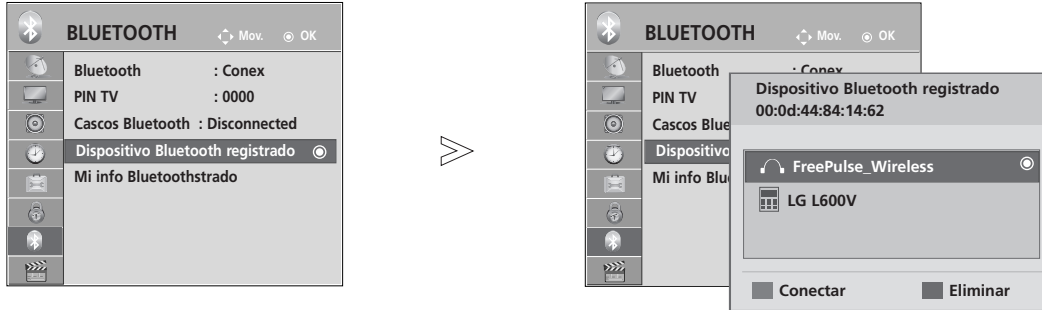 BLUETOOTH Mov. OK
Bluetooth : Conex
PIN TV : 0000
Cascos Bluetooth : Disconnected
Dispositivo Bluetooth registrado
Mi info Bluetoothstrado
BLUETOOTH Mov. OK
Bluetooth : Conex
PIN TV
Cascos Blue
Dispositivo
Mi info Blu
Dispositivo Bluetooth registrado
00:0d:44:84:14:62
FreePulse_Wireless
LG L600V
Conectar Eliminar